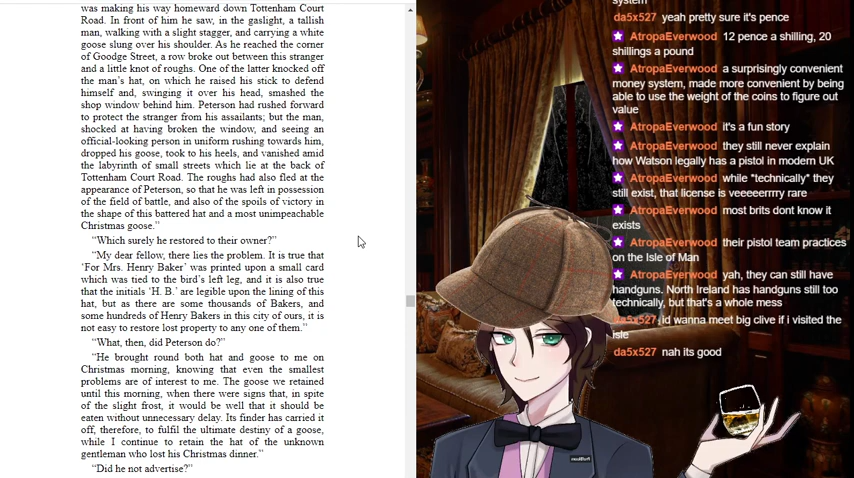 was making his way homeward down Tottenham Court
Road. In front of him he saw, in the gaslight, a tallish
man, walking with a slight stagger, and carrying a white
goose slung over his shoulder. As he reached the corner
of Goodge Street, a row broke out between this stranger
and a little knot of roughs. One of the latter knocked off
the man’s hat, on which he raised his stick to defend
himself and, swinging it over his head, smashed the
shop window behind him. Peterson had rushed forward
to protect the stranger from his assailants; but the man,
shocked at having broken the window, and seeing an
official-looking person in uniform rushing towards him,
dropped his goose, took to his heels, and vanished amid
the labyrinth of small streets which lie at the back of
Tottenham Court Road. The roughs had also fled at the
appearance of Peterson, so that he was left in possession
of the field of battle, and also of the spoils of victory in
the shape of this battered hat and a most unimpeachable
Christmas goose.”
“Which surely he restored to their owner?”
“My dear fellow, there lies the problem. It is true that
‘For Mrs. Henry Baker’ was printed upon a small card
which was tied to the bird’s left leg, and it is also true
that the initials ‘H. B.’ are legible upon the lining of this
hat, but as there are some thousands of Bakers, and
some hundreds of Henry Bakers in this city of ours, it is
not easy to restore lost property to any one of them.”
“What, then, did Peterson do?”
“He brought round both hat and goose to me on
Christmas morning, knowing that even the smallest
problems are of interest to me. The goose we retained
until this morning, when there were signs that, in spite
of the slight frost, it would be well that it should be
eaten without unnecessary delay. Its finder has carried it
off, therefore, to fulfil the ultimate destiny of a goose,
while I continue to retain the hat of the unknown
gentleman who lost his Christmas dinner.”
“Did he not advertise?”
system
da5x527 yeah pretty sure it's pence
AtropaEverwood 12 pence a shilling, 20
shillings a pound
AtropaEverwood a surprisingly convenient
money system, made more convenient by being
able to use the weight of the coins to figure out
value
AtropaEverwood it's a fun story
AtropaEverwood they still never explain
how Watson legally has a pistol in modern UK
AtropaEverwood while *technically* they
still exist, that license is veeeeerrrry rare
AtropaEverwood most brits dont know it
exists
AtropaEverwood their pistol team practices
on the Isle of Man
AtropaEverwood yah, they can still have
handguns. North Ireland has handguns still too
technically, but that's a whole mess
da5x527 id wanna meet big clive if i visited the
isle
da5x527 nah its good